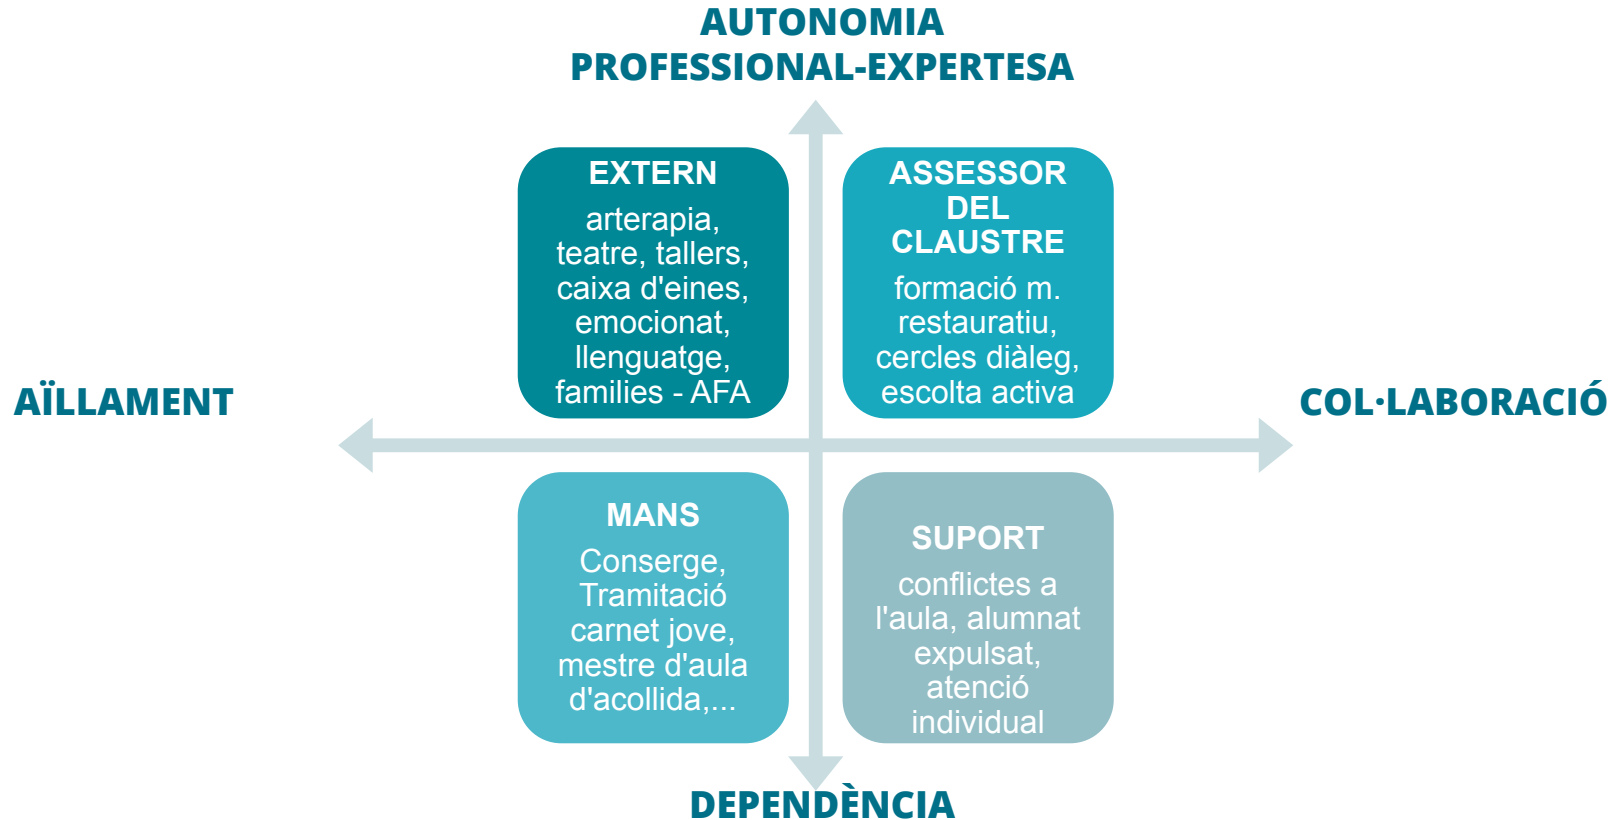 AUTONOMIA
PROFESSIONAL-EXPERTESA
EXTERN
arterapia,
teatre, tallers,
caixa d'eines,
emocionat,
llenguatge,
families - AFA
ASSESSOR
DEL
CLAUSTRE
formació m.
restauratiu,
cercles diàleg,
escolta activa
AÏLLAMENT
COL·LABORACIÓ
MANS
Conserge,
Tramitació
carnet jove,
mestre d'aula
d'acollida,...
SUPORT
conflictes a
l'aula, alumnat
expulsat,
atenció
individual
DEPENDÈNCIA